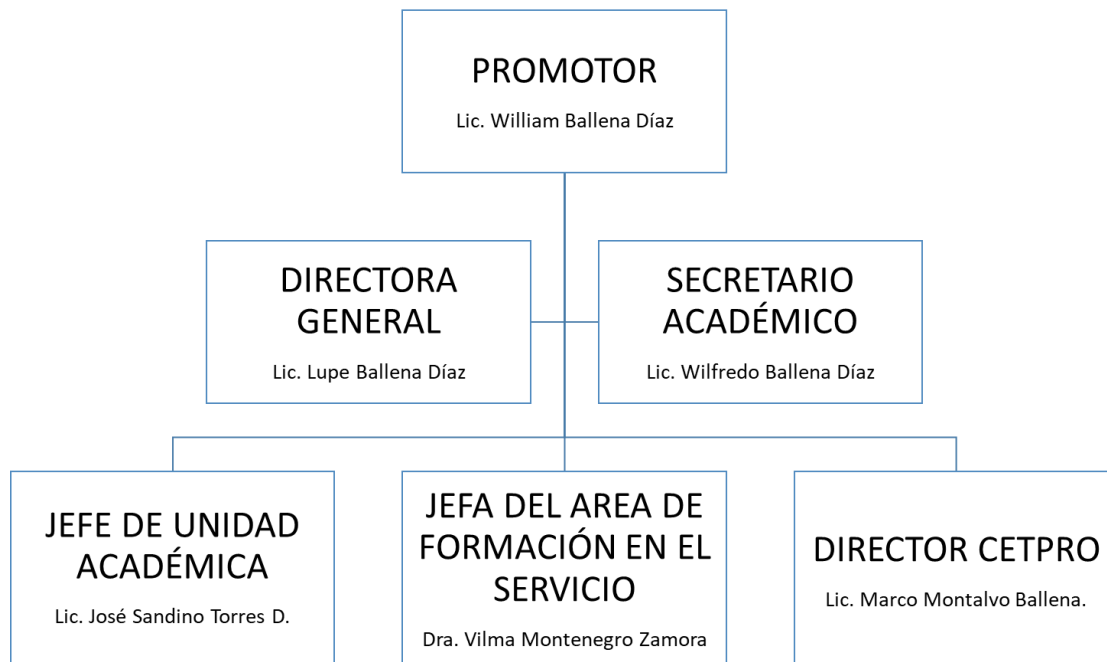 PROMOTOR
Lic. William Ballena Díaz
DIRECTORA
GENERAL
Lic. Lupe Ballena Díaz
SECRETARIO
ACADÉMICO
Lic. Wilfredo Ballena Díaz
JEFE DE UNIDAD
ACADÉMICA
Lic. José Sandino Torres D.
JEFA DEL AREA DE
FORMACIÓN EN EL
SERVICIO
Dra. Vilma Montenegro Zamora
DIRECTOR CETPRO
Lic. Marco Montalvo Ballena.